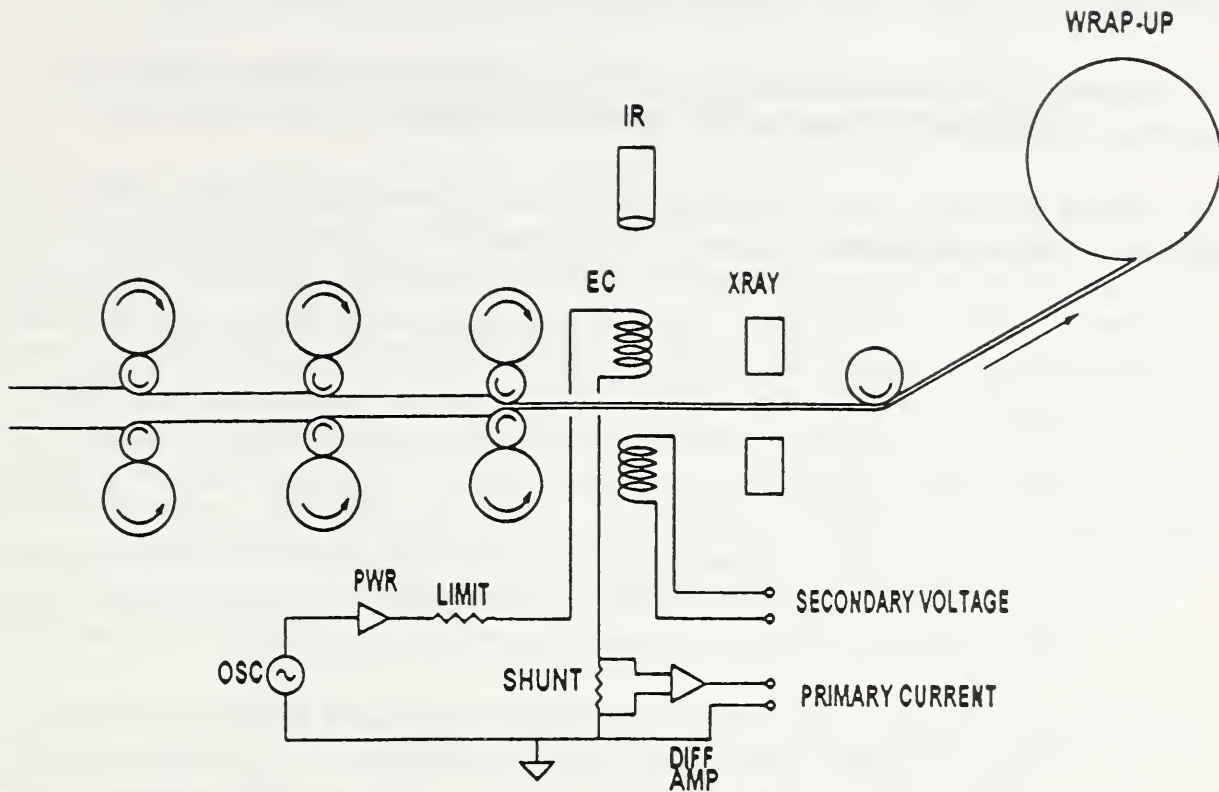 WRAP-UP
IR
EC
XRAY
PWR
LIMIT
SECONDARY VOLTAGE
OSC
SHUNT
PRIMARY CURRENT
DIFF
AMP